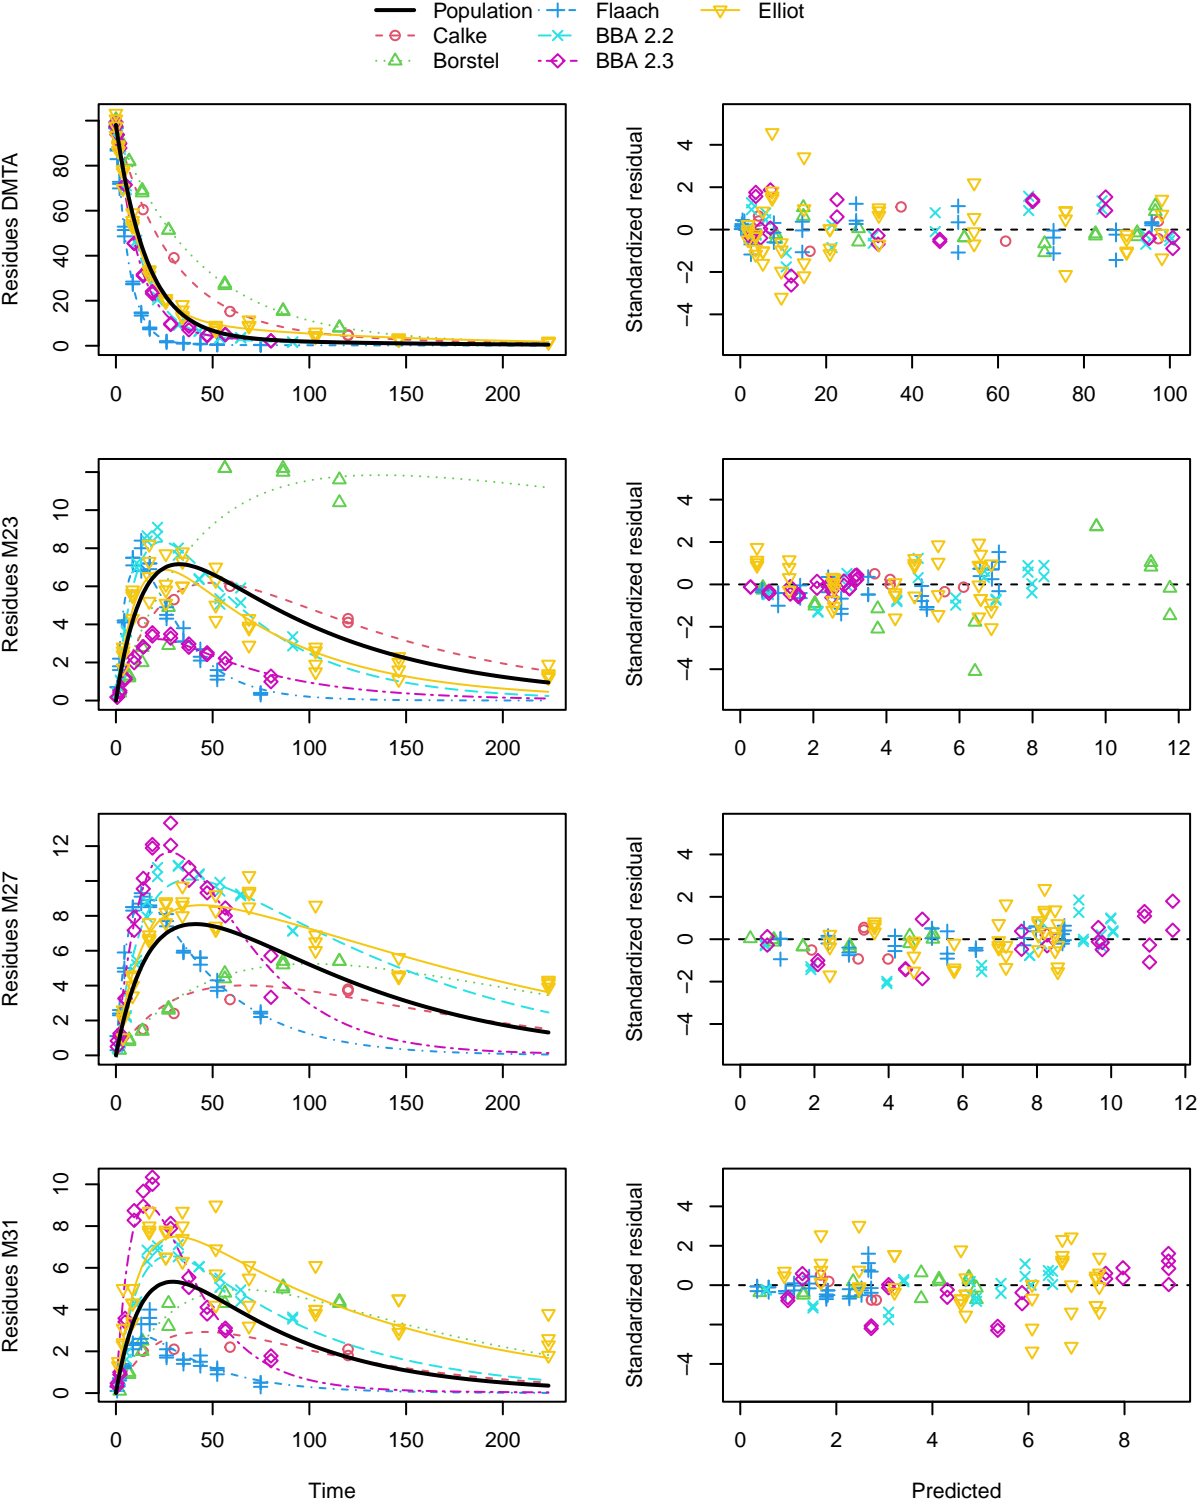 Population Flaach Elliot
Calke BBA 2.2
Borstel BBA 2.3
Residues DMTA
0 20 40 60 80
0 50 100 150 200
Standardized residual
−4 −2 0 2 4
0 20 40 60 80 100
Residues M23
0 2 4 6 8 10
0 50 100 150 200
Standardized residual
−4 −2 0 2 4
0 2 4 6 8 10 12
Residues M27
0 2 4 6 8 12
0 50 100 150 200
Standardized residual
−4 −2 0 2 4
0 2 4 6 8 10 12
Residues M31
0 2 4 6 8 10
0 50 100 150 200
Time
Standardized residual
−4 −2 0 2 4
0 2 4 6 8
Predicted